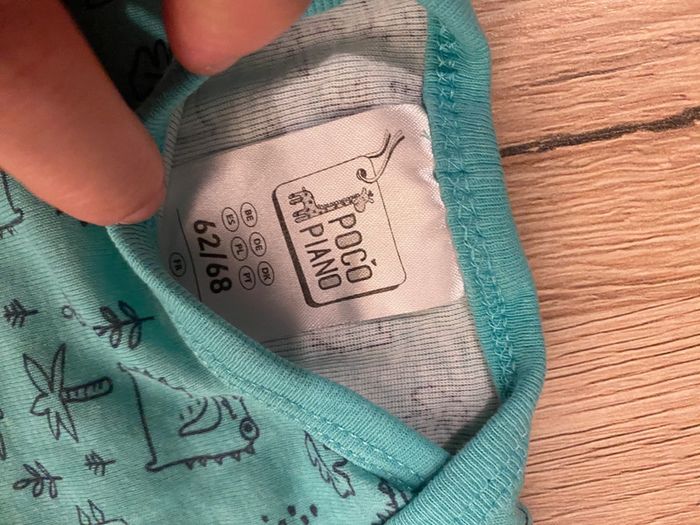 POCO
PIANO
BE DE DK
ES PL PT
62/68
FR